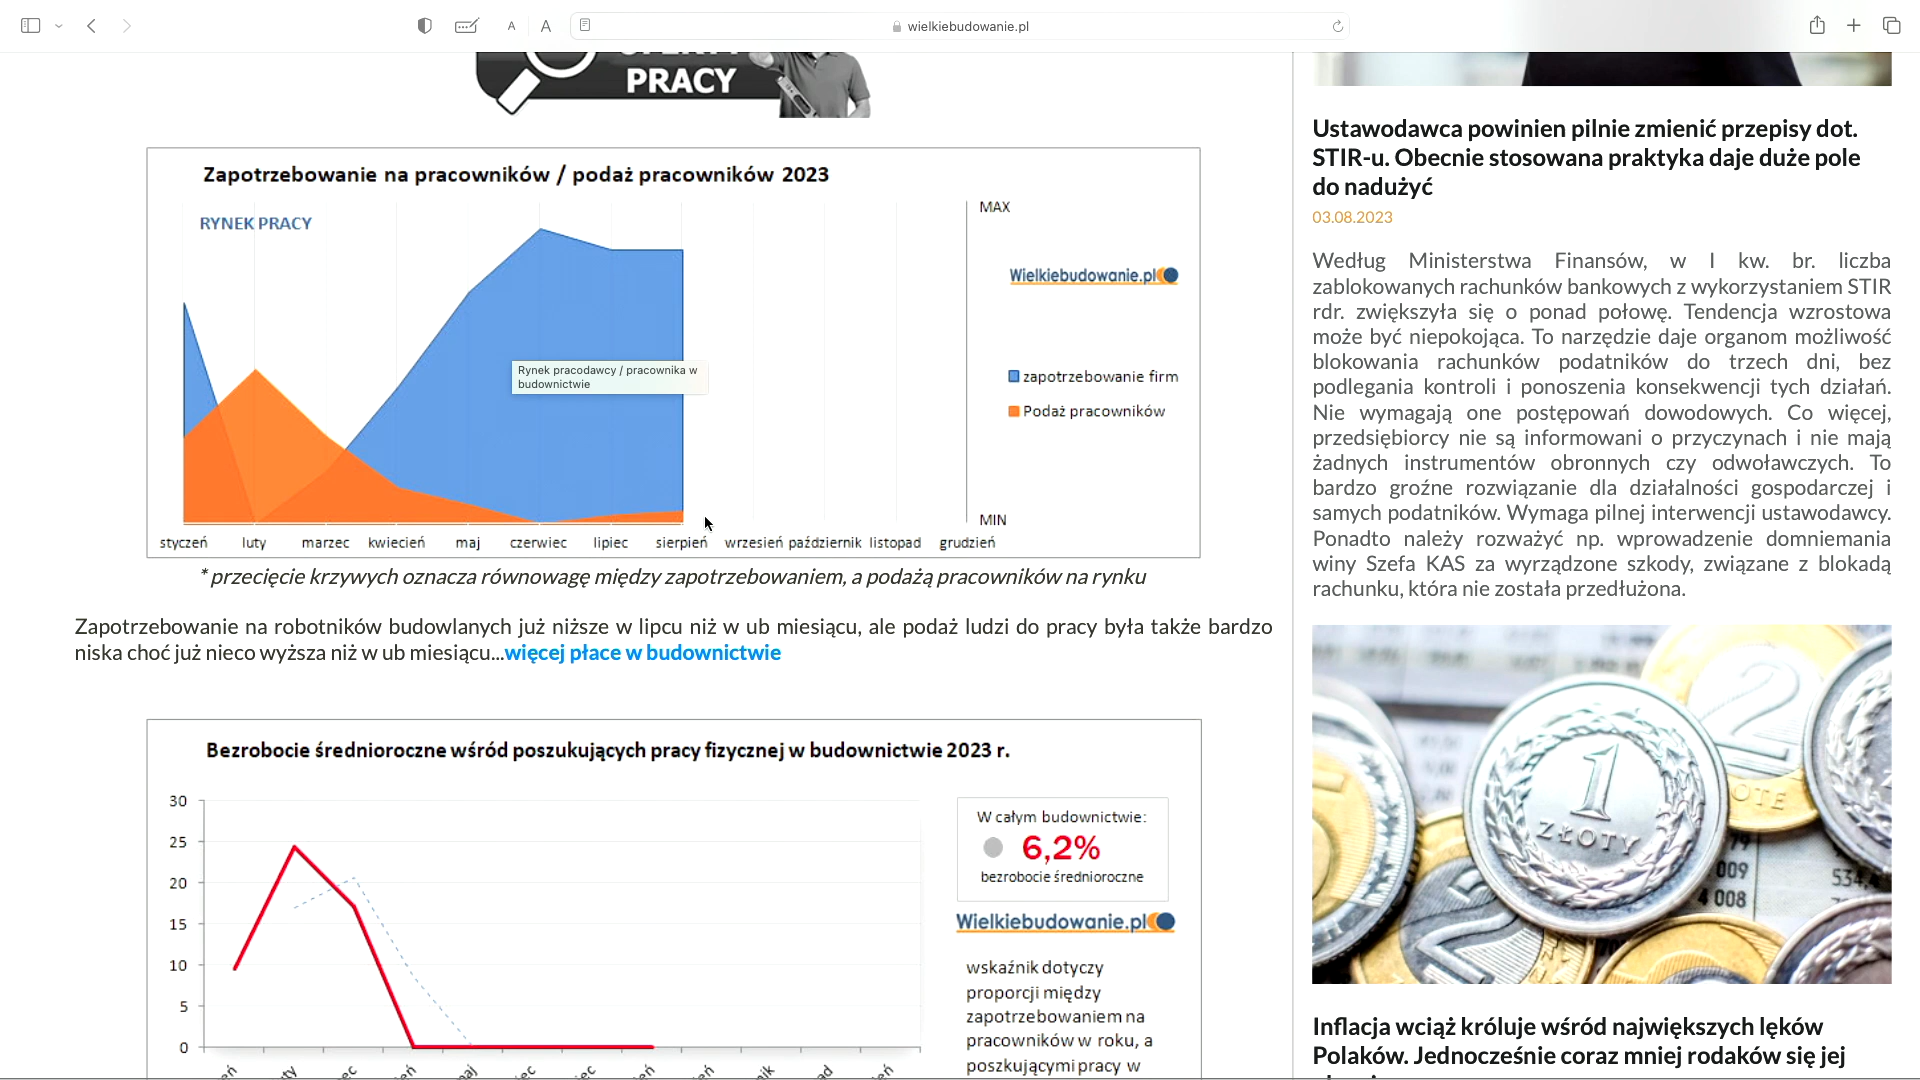 wielkiebudowanie.pl
A
A
PRACY
Zapotrzebowanie na pracowników / podaż pracowników 2023
RYNEK PRACY
MAX
Wielkiebudowanie.pl
Rynek pracodawcy / pracownika w
budownictwie
zapotrzebowanie firm
Podaż pracowników
MIN
styczeń luty marzec kwiecień maj czerwiec lipiec sierpień wrzesień październik listopad grudzień
* przecięcie krzywych oznacza równowagę między zapotrzebowaniem, a podażą pracowników na rynku
Zapotrzebowanie na robotników budowlanych już niższe w lipcu niż w ub miesiącu, ale podaż ludzi do pracy była także bardzo
niska choć już nieco wyższa niż w ub miesiącu...więcej płace w budownictwie
Bezrobocie średnioroczne wśród poszukujących pracy fizycznej w budownictwie 2023 r.
30
25
20
15
10
5
0
W całym budownictwie:
6,2%
bezrobocie średnioroczne
Wielkiebudowanie.pl
wskaźnik dotyczy
proporcji między
zapotrzebowaniem na
pracowników w roku, a
poszkującymi pracy w
Ustawodawca powinien pilnie zmienić przepisy dot.
STIR-u. Obecnie stosowana praktyka daje duże pole
do nadużyć
03.08.2023
Według Ministerstwa Finansów, w I kw. br. liczba
zablokowanych rachunków bankowych z wykorzystaniem STIR
rdr. zwiększyła się o ponad połowę. Tendencja wzrostowa
może być niepokojąca. To narzędzie daje organom możliwość
blokowania rachunków podatników do trzech dni, bez
podlegania kontroli i ponoszenia konsekwencji tych działań.
Nie wymagają one postępowań dowodowych. Co więcej,
przedsiębiorcy nie są informowani o przyczynach i nie mają
żadnych instrumentów obronnych czy odwoławczych. To
bardzo groźne rozwiązanie dla działalności gospodarczej i
samych podatników. Wymaga pilnej interwencji ustawodawcy.
Ponadto należy rozważyć np. wprowadzenie domniemania
winy Szefa KAS za wyrządzone szkody, związane z blokadą
rachunku, która nie została przedłużona.
1
ZŁOTY
2
2
009
4 008
Inflacja wciąż króluje wśród największych lęków
Polaków. Jednocześnie coraz mniej rodaków się jej